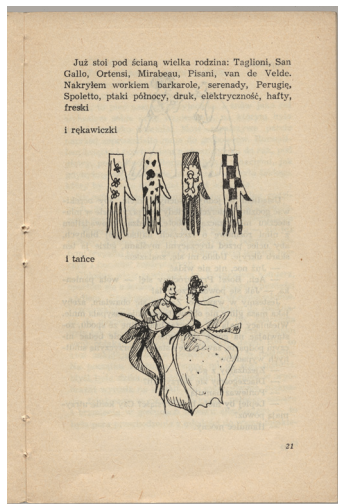 Już stoi pod ścianą wielka rodzina: Taglioni, San
Gallo, Ortensi, Mirabeau, Pisani, van de Velde.
Nakryłem workiem barkarole, serenady, Perugię,
Spoletto, ptaki północy, druk, elektryczność, hafty,
freski
i rękawiczki
i tańce
21